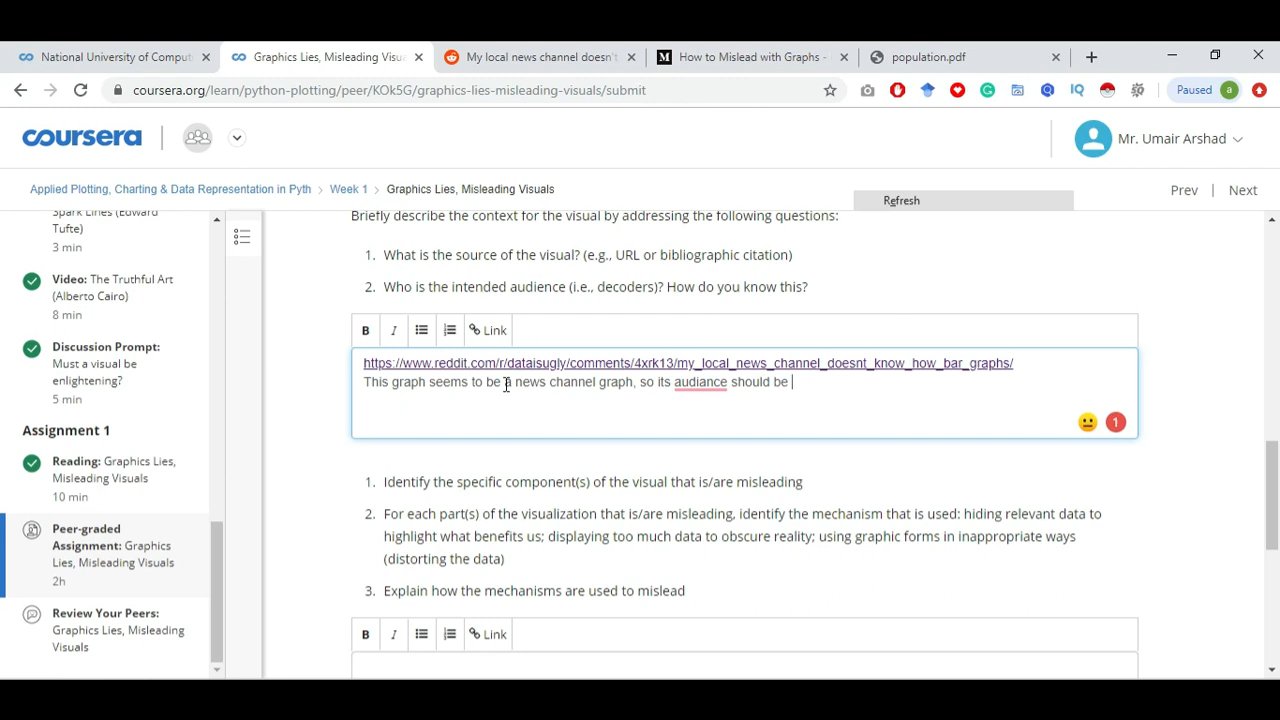 National University of Comput
Graphics Lies, Misleading Visu
My local news channel doesn't
How to Mislead with Graphs -
population.pdf
coursera.org/learn/python-plotting/peer/KOk5G/graphics-lies-misleading-visuals/submit
Paused a
coursera
Mr. Umair Arshad
Applied Plotting, Charting & Data Representation in Pyth > Week 1 > Graphics Lies, Misleading Visuals
Prev | Next
Refresh
Spark Lines (Edward
Tufte)
3 min
Video: The Truthful Art
(Alberto Cairo)
8 min
Discussion Prompt:
Must a visual be
enlightening?
5 min
Assignment 1
Reading: Graphics Lies,
Misleading Visuals
10 min
Peer-graded
Assignment: Graphics
Lies, Misleading Visuals
2h
Review Your Peers:
Graphics Lies, Misleading
Visuals
Briefly describe the context for the visual by addressing the following questions:
1. What is the source of the visual? (e.g., URL or bibliographic citation)
2. Who is the intended audience (i.e., decoders)? How do you know this?
B I Link
https://www.reddit.com/r/dataisugly/comments/4xrk13/my_local_news_channel_doesnt_know_how_bar_graphs/
This graph seems to be a news channel graph, so its audiance should be
1
1. Identify the specific component(s) of the visual that is/are misleading
2. For each part(s) of the visualization that is/are misleading, identify the mechanism that is used: hiding relevant data to
highlight what benefits us; displaying too much data to obscure reality; using graphic forms in inappropriate ways
(distorting the data)
3. Explain how the mechanisms are used to mislead
B I Link